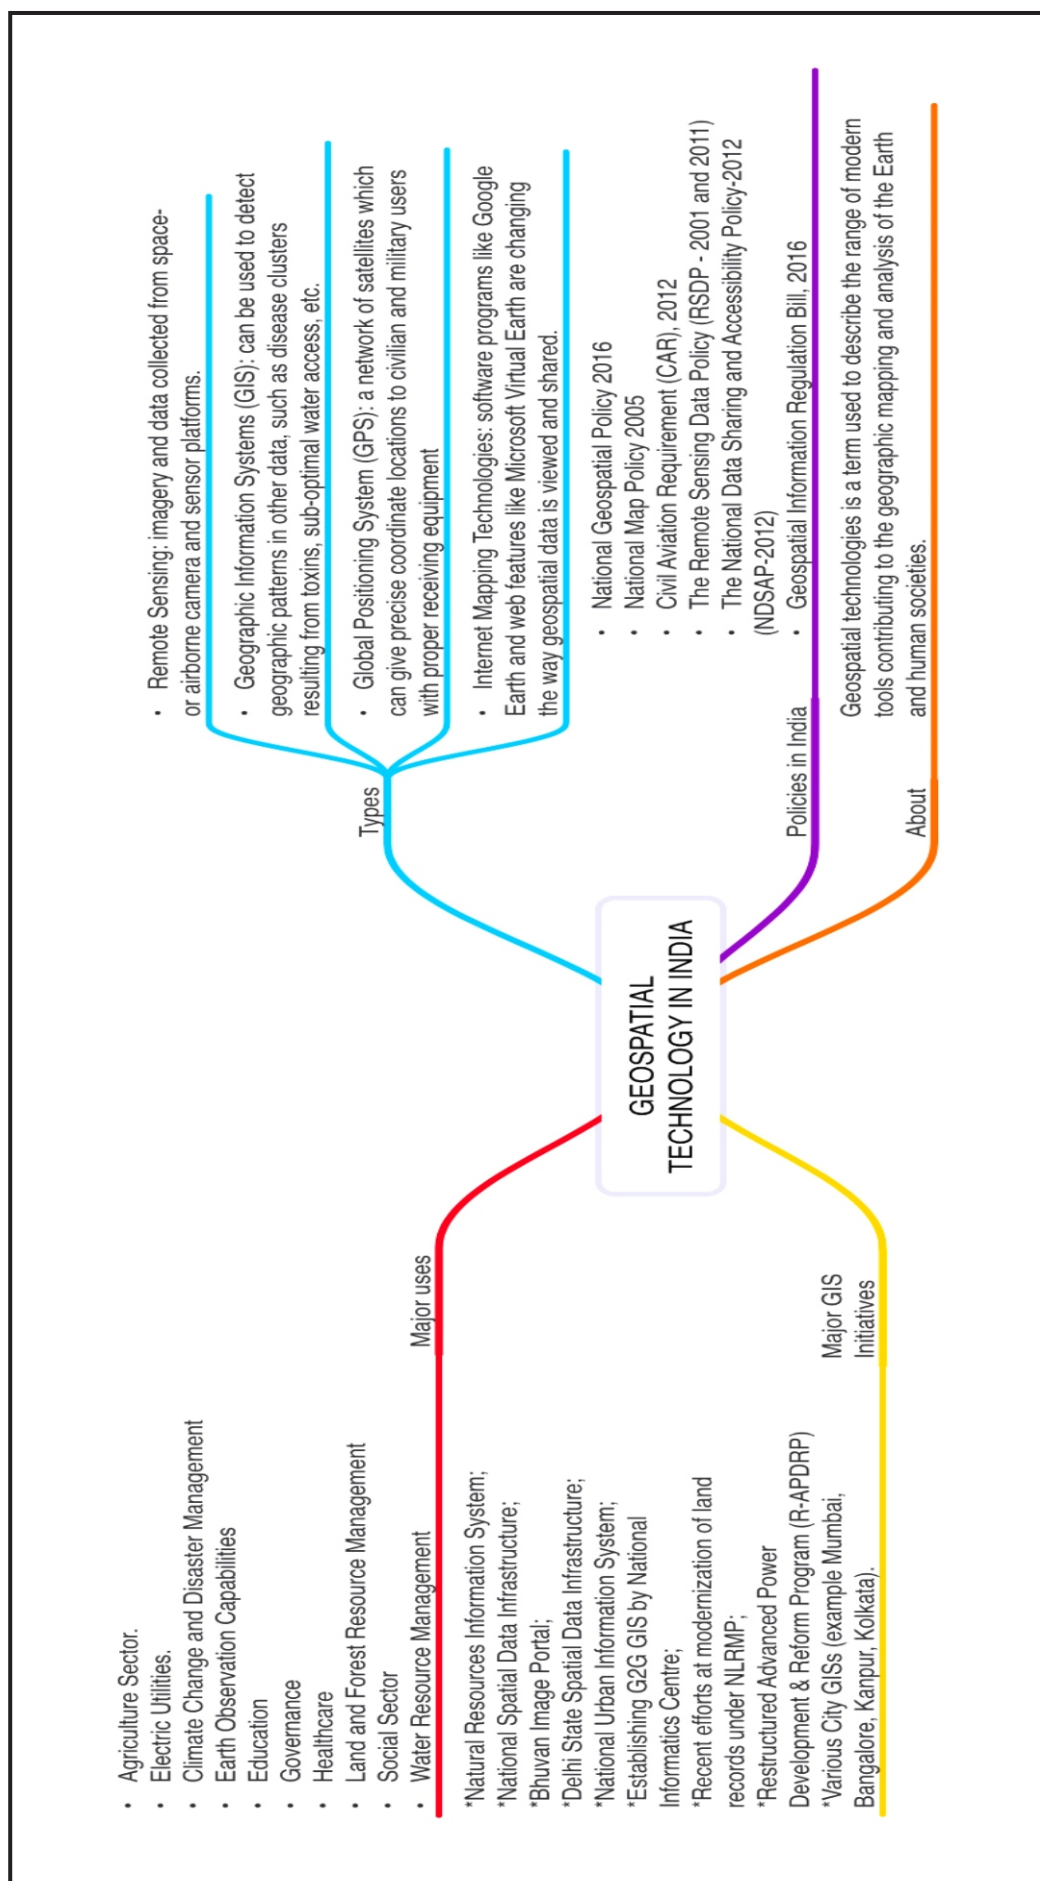 GEOSPATIAL
TECHNOLOGY IN INDIA
Types
• Remote Sensing: imagery and data collected from space-
or airborne camera and sensor platforms.
• Geographic Information Systems (GIS): can be used to detect
geographic patterns in other data, such as disease clusters
resulting from toxins, sub-optimal water access, etc.
• Global Positioning System (GPS): a network of satellites which
can give precise coordinate locations to civilian and military users
with proper receiving equipment
• Internet Mapping Technologies: software programs like Google
Earth and web features like Microsoft Virtual Earth are changing
the way geospatial data is viewed and shared.
Policies in India
• National Geospatial Policy 2016
• National Map Policy 2005
• Civil Aviation Requirement (CAR), 2012
• The Remote Sensing Data Policy (RSDP - 2001 and 2011)
• The National Data Sharing and Accessibility Policy-2012
(NDSAP-2012)
• Geospatial Information Regulation Bill, 2016
About
Geospatial technologies is a term used to describe the range of modern
tools contributing to the geographic mapping and analysis of the Earth
and human societies.
Major uses
• Agriculture Sector.
• Electric Utilities.
• Climate Change and Disaster Management
• Earth Observation Capabilities
• Education
• Governance
• Healthcare
• Land and Forest Resource Management
• Social Sector
• Water Resource Management
Major GIS
Initiatives
*Natural Resources Information System;
*National Spatial Data Infrastructure;
*Bhuvan Image Portal;
*Delhi State Spatial Data Infrastructure;
*National Urban Information System;
*Establishing G2G GIS by National
Informatics Centre;
*Recent efforts at modernization of land
records under NLRMP;
*Restructured Advanced Power
Development & Reform Program (R-APDRP)
*Various City GISs (example Mumbai,
Bangalore, Kanpur, Kolkata).